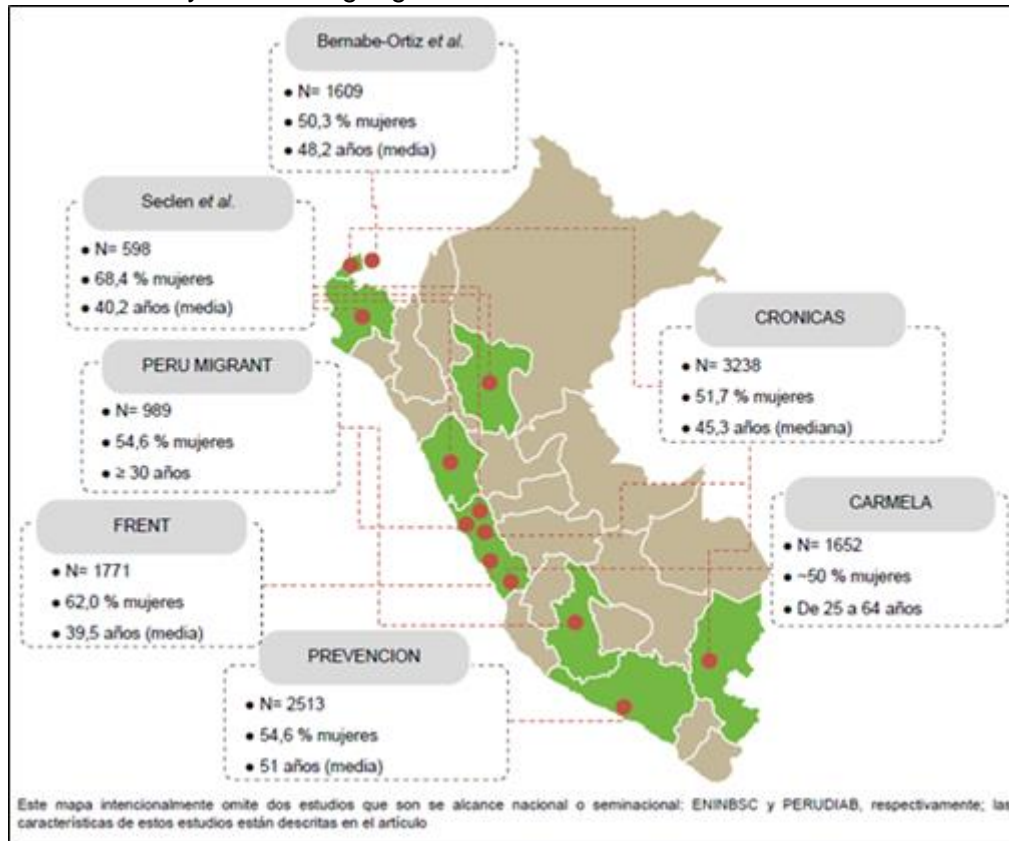 Bernabe-Ortiz et al.
● N= 1609
● 50,3 % mujeres
● 48,2 años (media)
Seclen et al.
● N= 598
● 68,4 % mujeres
● 40,2 años (media)
PERU MIGRANT
● N= 989
● 54,6 % mujeres
● ≥ 30 años
FRENT
● N= 1771
● 62,0 % mujeres
● 39,5 años (media)
PREVENCION
● N= 2513
● 54,6 % mujeres
● 51 años (media)
CRONICAS
● N= 3238
● 51,7 % mujeres
● 45,3 años (mediana)
CARMELA
● N= 1652
● ~50 % mujeres
● De 25 a 64 años
Este mapa intencionalmente omite dos estudios que son se alcance nacional o seminacional: ENINBSC y PERUDIAB, respectivamente; las
características de estos estudios están descritas en el artículo